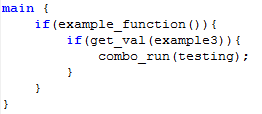 main {
    if(example_function()){
        if(get_val(example3)){
            combo_run(testing);
        }
    }
}